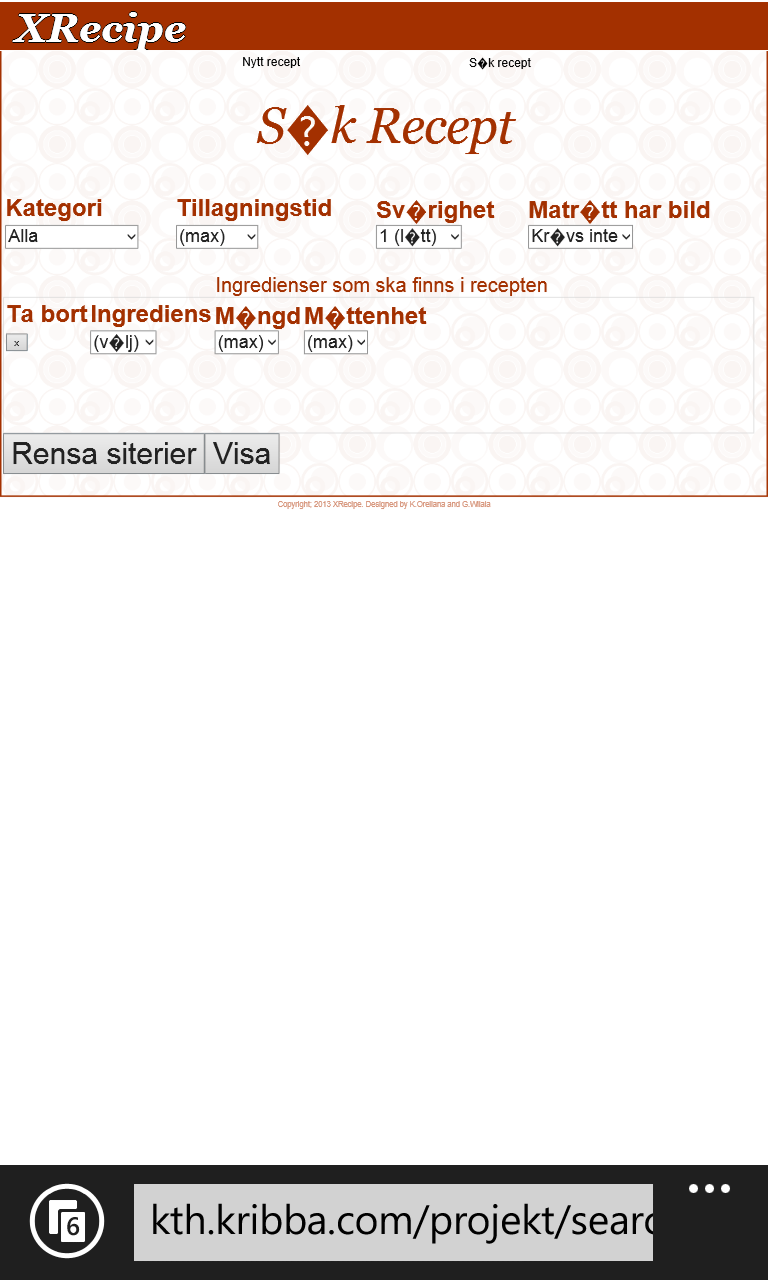 XRecipe
Nytt recept S�k recept
S�k Recept
Kategori Tillagningstid Sv�righet Matr�tt har bild
Alla (max) 1 (l�tt) Kr�vs inte
Ingredienser som ska finns i recepten
Ta bort Ingrediens M�ngd M�ttenhet
x (v�lj) (max) (max)
Rensa siterier Visa
Copyright; 2013 XRecipe. Designed by K.Orellana and G.Wiiala
6 kth.kribba.com/projekt/searc